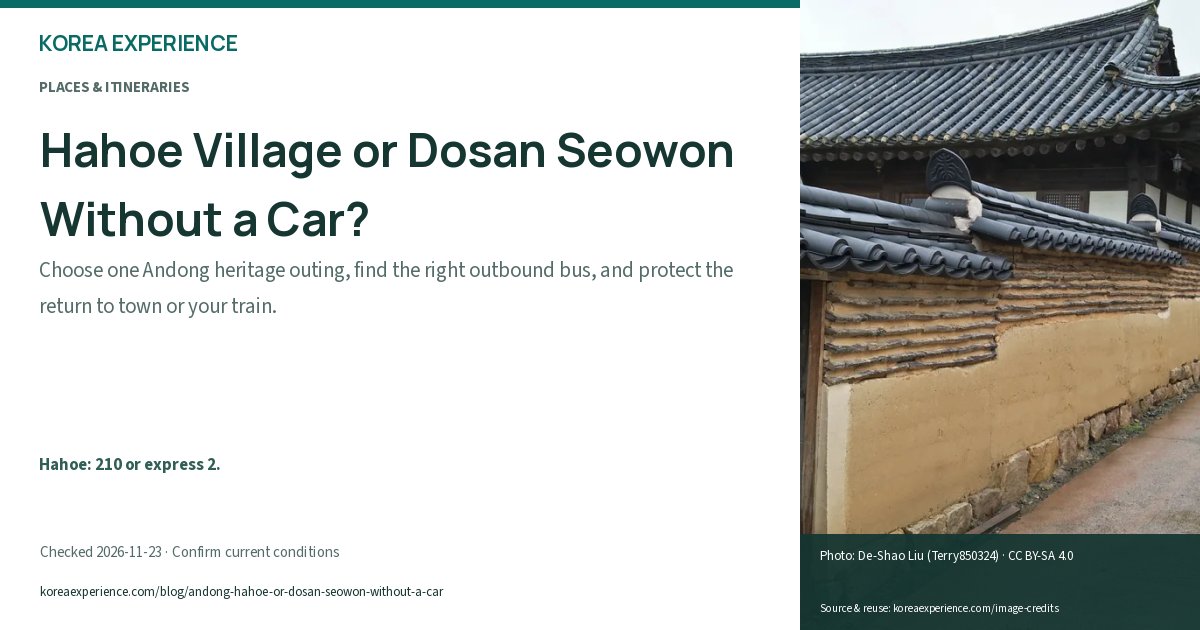 KOREA EXPERIENCE
PLACES & ITINERARIES
Hahoe Village or Dosan Seowon
Without a Car?
Choose one Andong heritage outing, find the right outbound bus, and protect the
return to town or your train.
Hahoe: 210 or express 2.
Checked 2026-11-23 · Confirm current conditions
koreaexperience.com/blog/andong-hahoe-or-dosan-seowon-without-a-car
Photo: De-Shao Liu (Terry850324) · CC BY-SA 4.0
Source & reuse: koreaexperience.com/image-credits